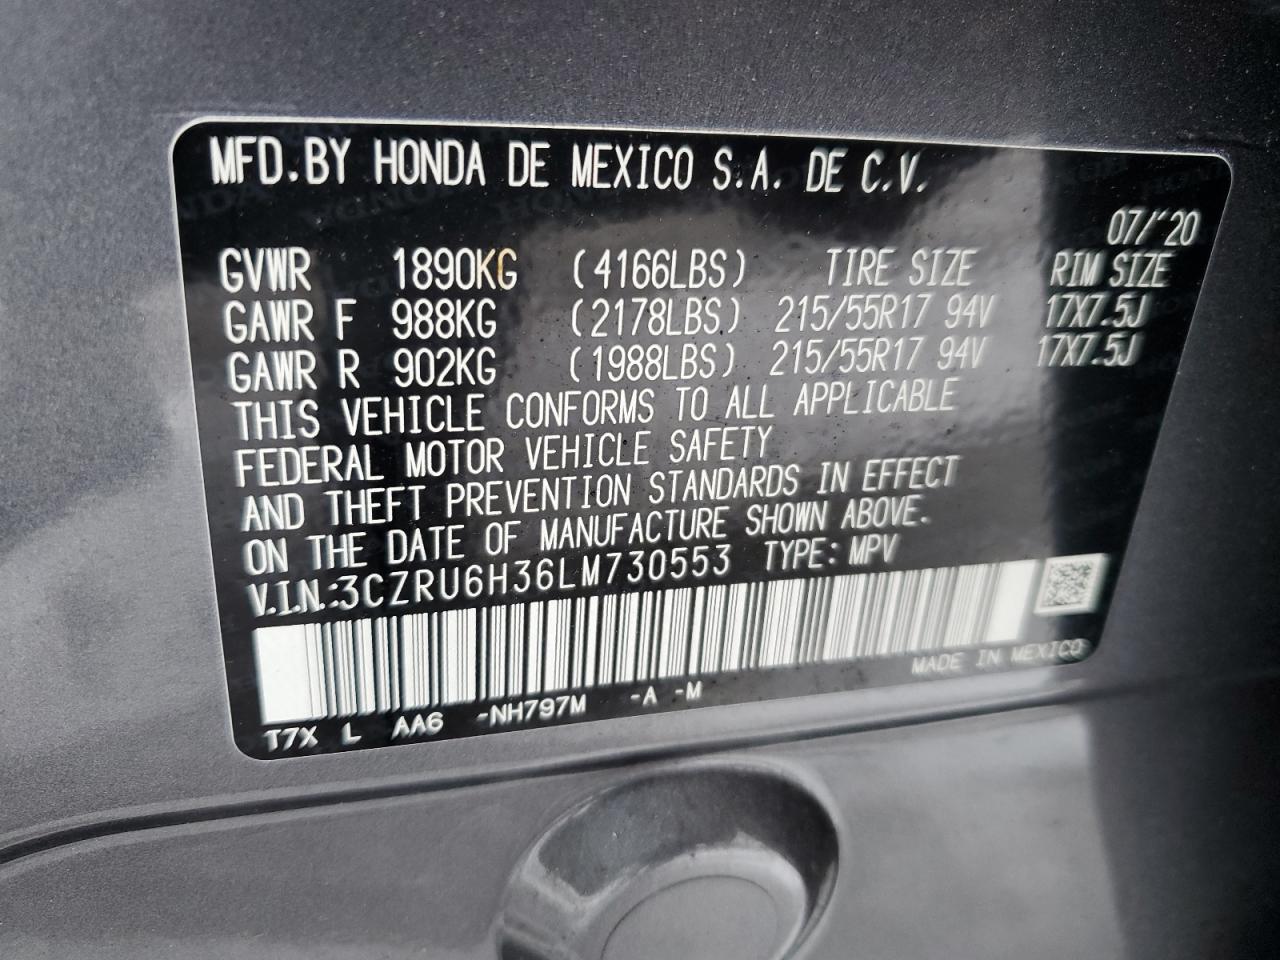 MFD.BY HONDA DE MEXICO S.A. DE C.V.
07/'20
GVWR 1890KG (4166LBS) TIRE SIZE RIM SIZE
GAWR F 988KG (2178LBS) 215/55R17 94V 17X7.5J
GAWR R 902KG (1988LBS) 215/55R17 94V 17X7.5J
THIS VEHICLE CONFORMS TO ALL APPLICABLE
FEDERAL MOTOR VEHICLE SAFETY
AND THEFT PREVENTION STANDARDS IN EFFECT
ON THE DATE OF MANUFACTURE SHOWN ABOVE.
V.I.N.:3CZRU6H36LM730553 TYPE: MPV
MADE IN MEXICO
T7X L AA6 -NH797M -A -M